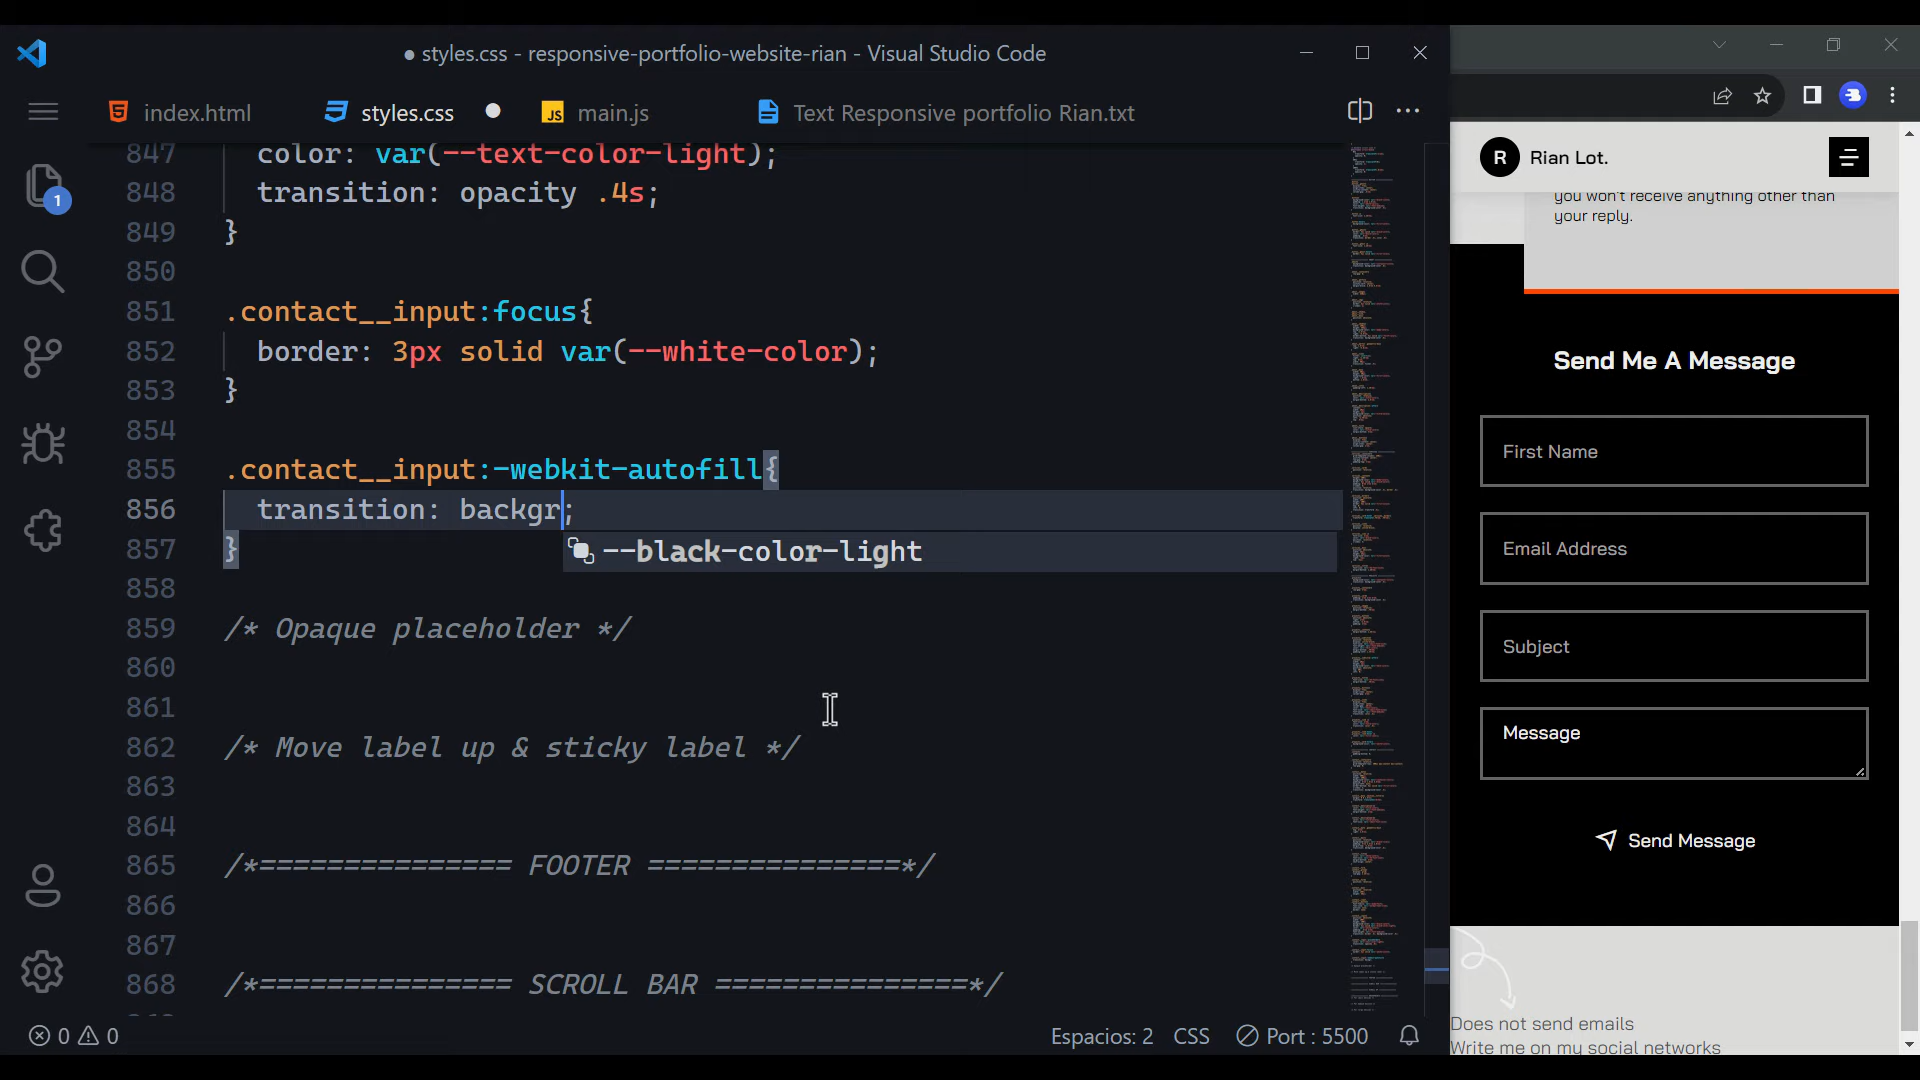 ● styles.css - responsive-portfolio-website-rian - Visual Studio Code
index.html
styles.css
JS main.js
Text Responsive portfolio Rian.txt
1
847 color: var(--text-color-light);
848 transition: opacity .4s;
849 }
850
851 .contact__input:focus{
852 border: 3px solid var(--white-color);
853 }
854
855 .contact__input:-webkit-autofill{
856 transition: backgr;
857 }
--black-color-light
858
859 /* Opaque placeholder */
860
861
862 /* Move label up & sticky label */
863
864
865 /*=============== FOOTER ===============*/
866
867
868 /*=============== SCROLL BAR ===============*/
0 0
Espacios: 2 CSS Port : 5500
R Rian Lot.
you won't receive anything other than
your reply.
Send Me A Message
First Name
Email Address
Subject
Message
Send Message
Does not send emails
Write me on my social networks